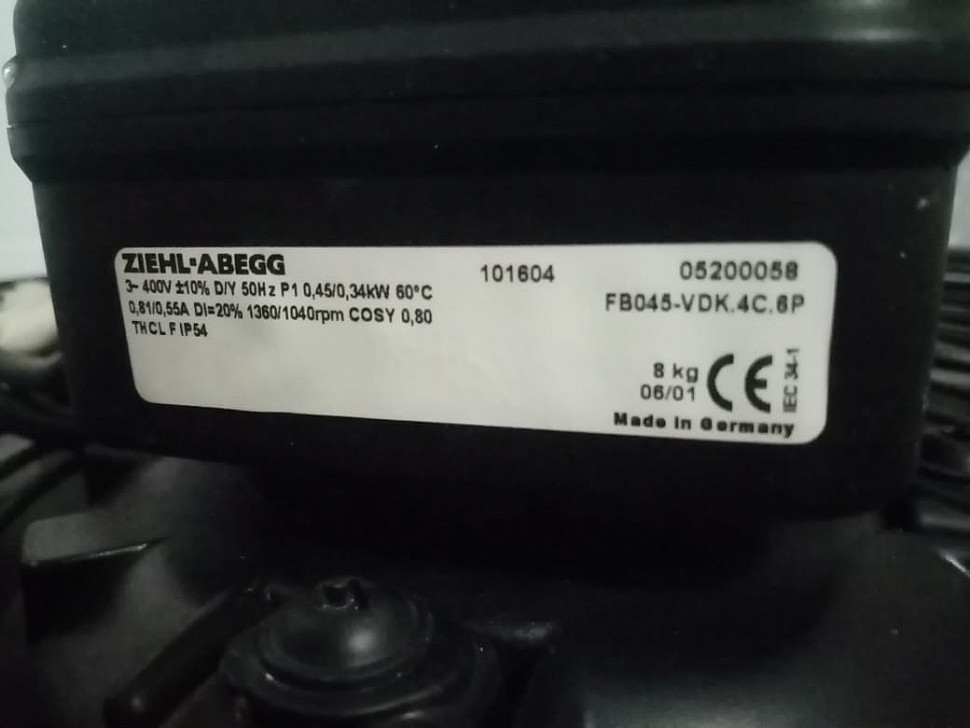 ZIEHL-ABEGG
101604
05200058
3~ 400V ±10% D/Y 50Hz P1 0,45/0,34kW 60°C
FB045-VDK.4C.6P
0,81/0,55A DI=20% 1360/1040rpm COSY 0,80
THCL F IP54
8 kg
06/01
CE
IEC 34-1
Made in Germany